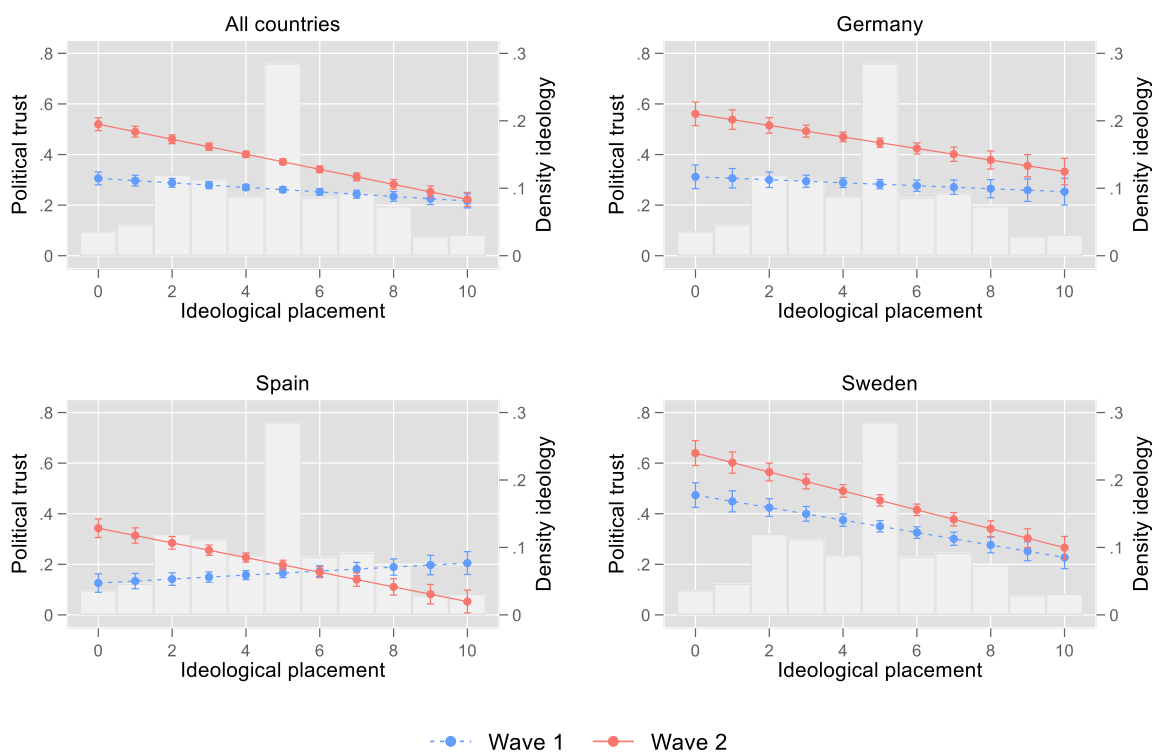 All countries
Germany
.8
.6
.4
.2
0
Political trust
.3
.2
.1
0
Density ideology
0 2 4 6 8 10
Ideological placement
.8
.6
.4
.2
0
Political trust
.3
.2
.1
0
Density ideology
0 2 4 6 8 10
Ideological placement
Spain
Sweden
.8
.6
.4
.2
0
Political trust
.3
.2
.1
0
Density ideology
0 2 4 6 8 10
Ideological placement
.8
.6
.4
.2
0
Political trust
.3
.2
.1
0
Density ideology
0 2 4 6 8 10
Ideological placement
Wave 1 Wave 2